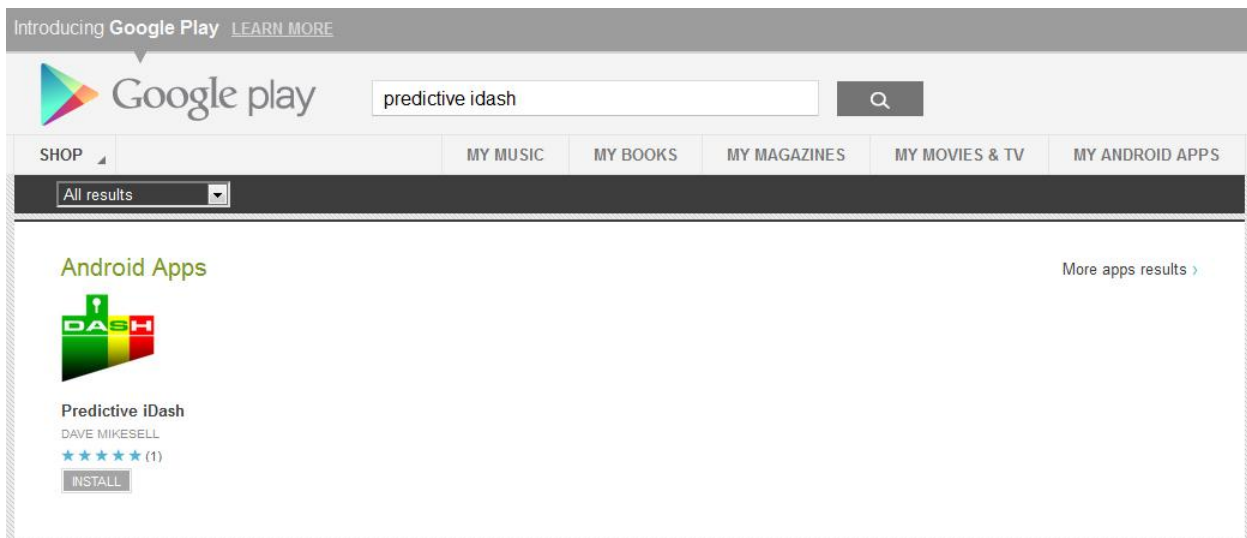 Introducing Google Play LEARN MORE
Google play
predictive idash
SHOP MY MUSIC MY BOOKS MY MAGAZINES MY MOVIES & TV MY ANDROID APPS
All results
Android Apps More apps results ›
iDASH
Predictive iDash
DAVE MIKESELL
(1)
INSTALL